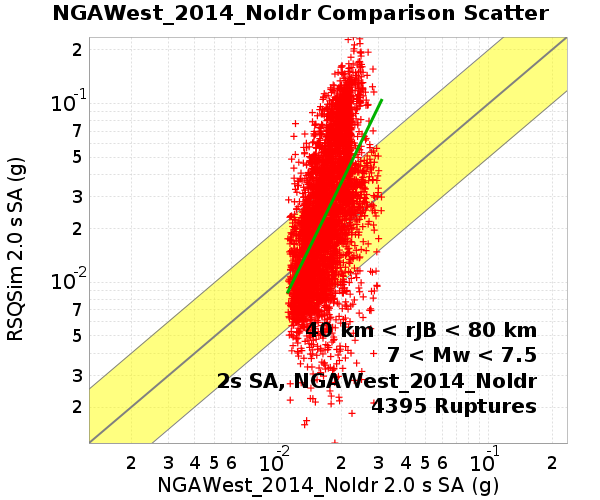 NGAWest_2014_NoIdr Comparison Scatter
RSQSim 2.0 s SA (g)
2
10^-1
7
5
3
2
10^-2
7
5
3
2
40 km < rJB < 80 km
7 < Mw < 7.5
2s SA, NGAWest_2014_NoIdr
4395 Ruptures
2 3 4 5 6 10^-2 2 3 4 5 6 10^-1 2
NGAWest_2014_NoIdr 2.0 s SA (g)